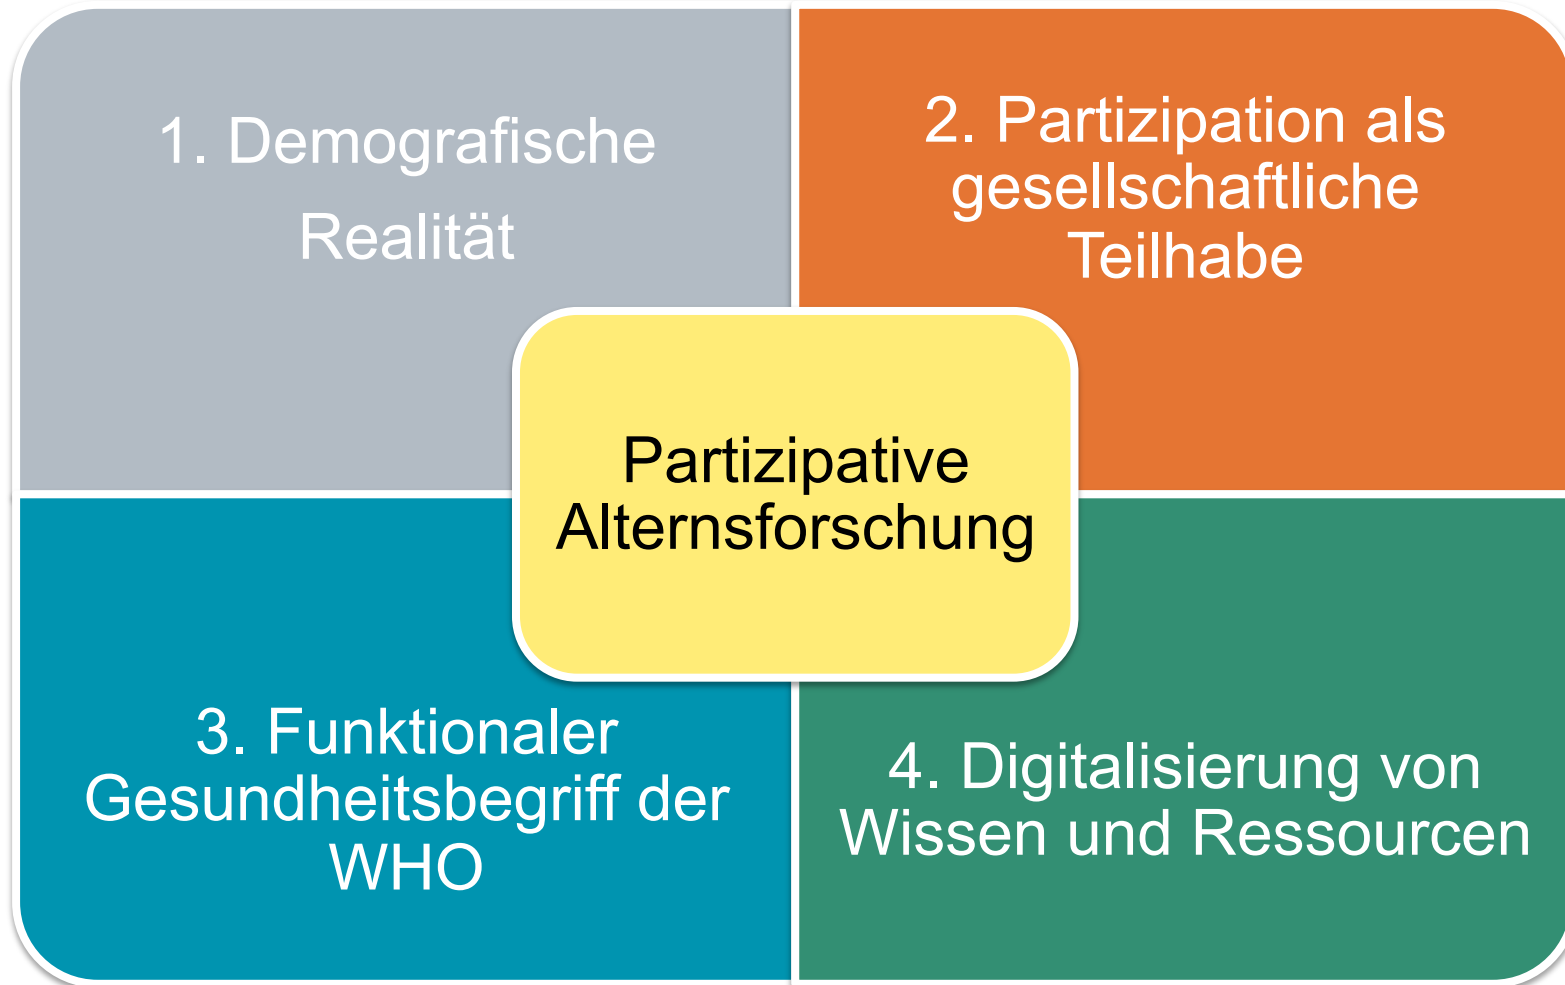 1. Demografische
Realität
2. Partizipation als
gesellschaftliche
Teilhabe
Partizipative
Alternsforschung
3. Funktionaler
Gesundheitsbegriff der
WHO
4. Digitalisierung von
Wissen und Ressourcen